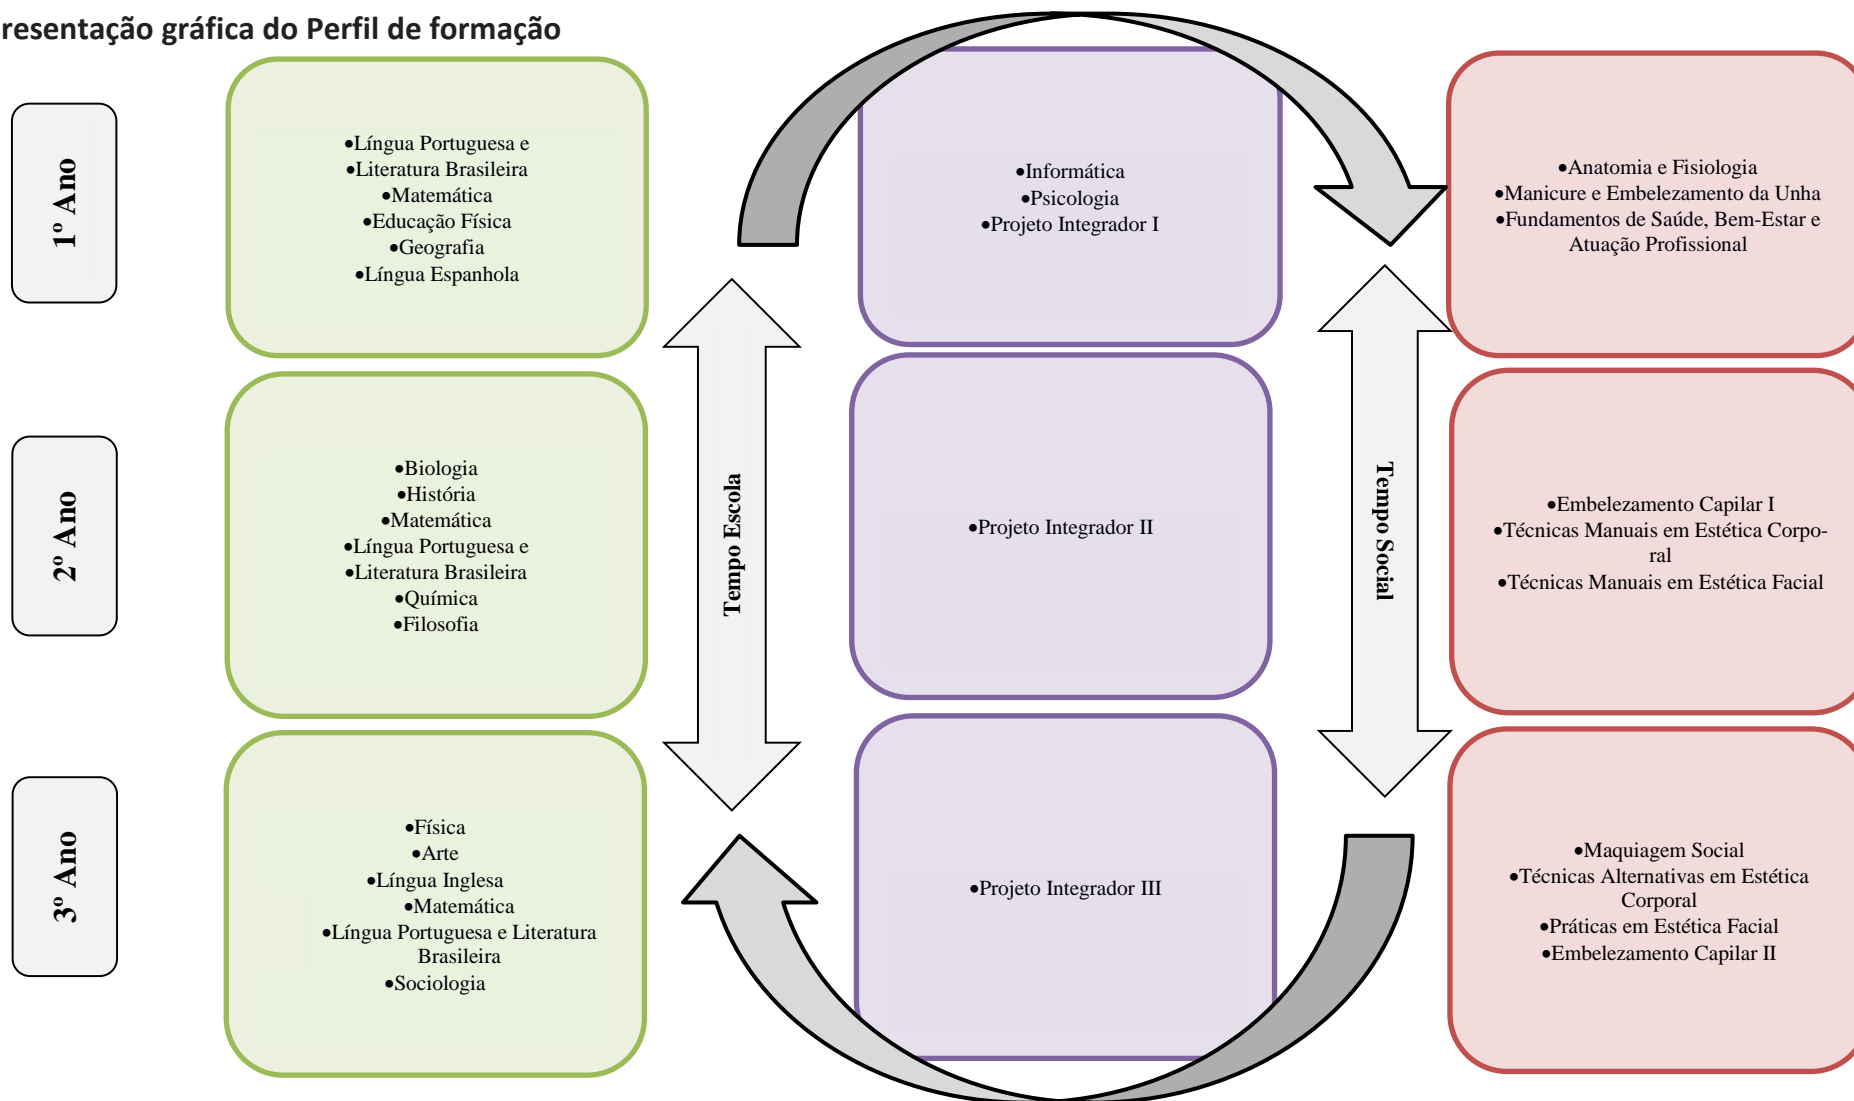 resentação gráfica do Perfil de formação
1º Ano
•Língua Portuguesa e
•Literatura Brasileira
•Matemática
•Educação Física
•Geografia
•Língua Espanhola
•Informática
•Psicologia
•Projeto Integrador I
•Anatomia e Fisiologia
•Manicure e Embelezamento da Unha
•Fundamentos de Saúde, Bem-Estar e
Atuação Profissional
2º Ano
•Biologia
•História
•Matemática
•Língua Portuguesa e
•Literatura Brasileira
•Química
•Filosofia
Tempo Escola
•Projeto Integrador II
Tempo Social
•Embelezamento Capilar I
•Técnicas Manuais em Estética Corpo-
ral
•Técnicas Manuais em Estética Facial
3º Ano
•Física
•Arte
•Língua Inglesa
•Matemática
•Língua Portuguesa e Literatura
Brasileira
•Sociologia
•Projeto Integrador III
•Maquiagem Social
•Técnicas Alternativas em Estética
Corporal
•Práticas em Estética Facial
•Embelezamento Capilar II